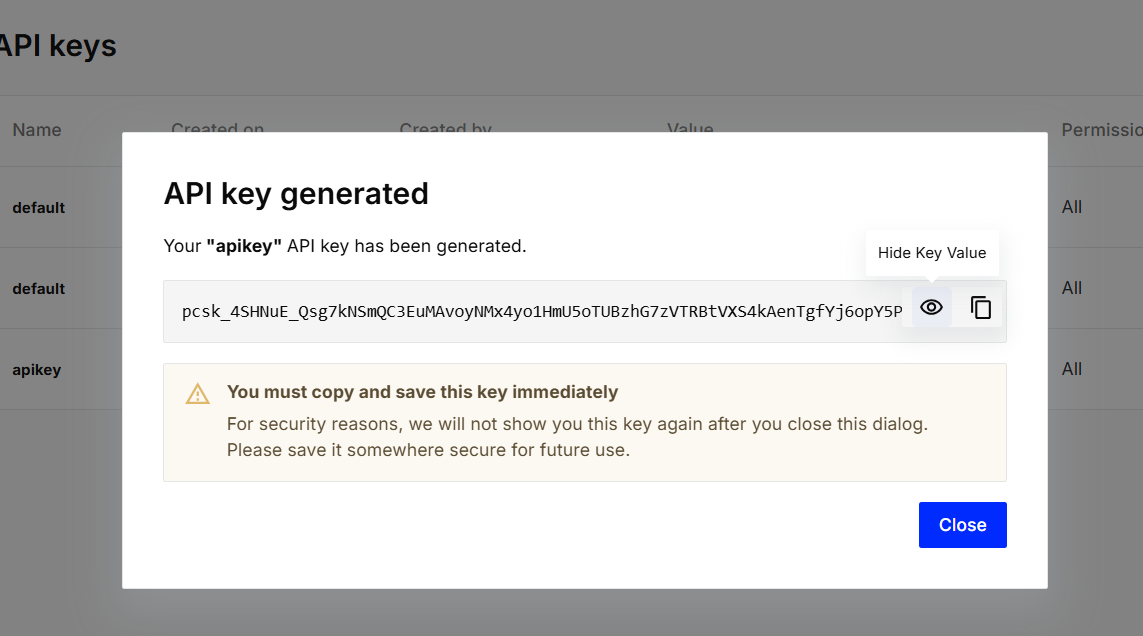 API keys
Name Created on Created by Value Permissio
API key generated
Your "apikey" API key has been generated.
default All
Hide Key Value
pcsk_4SHNuE_Qsg7kNSmQC3EuMAvoyNMx4yo1HmU5oTUBzhG7zVTRBtVXS4kAenTgfYj6opY5P
default All
apikey All
You must copy and save this key immediately
For security reasons, we will not show you this key again after you close this dialog.
Please save it somewhere secure for future use.
Close